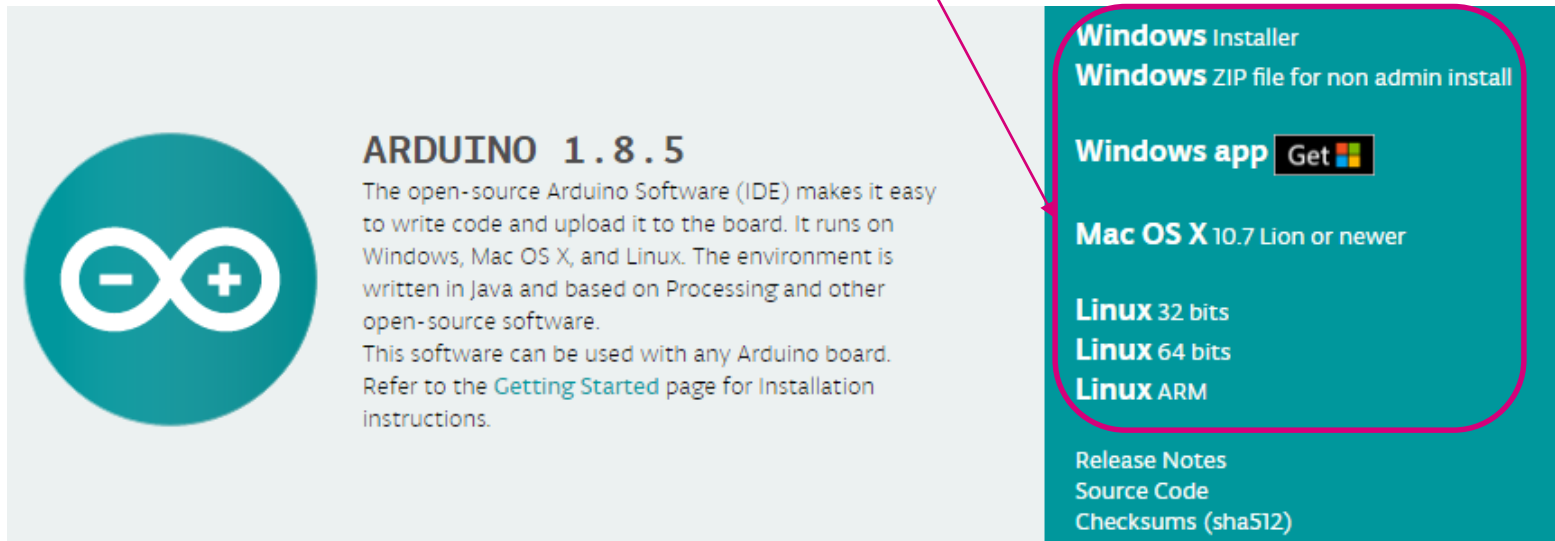 ARDUINO 1.8.5
The open-source Arduino Software (IDE) makes it easy
to write code and upload it to the board. It runs on
Windows, Mac OS X, and Linux. The environment is
written in Java and based on Processing and other
open-source software.
This software can be used with any Arduino board.
Refer to the Getting Started page for Installation
instructions.
Windows Installer
Windows ZIP file for non admin install
Windows app Get
Mac OS X 10.7 Lion or newer
Linux 32 bits
Linux 64 bits
Linux ARM
Release Notes
Source Code
Checksums (sha512)